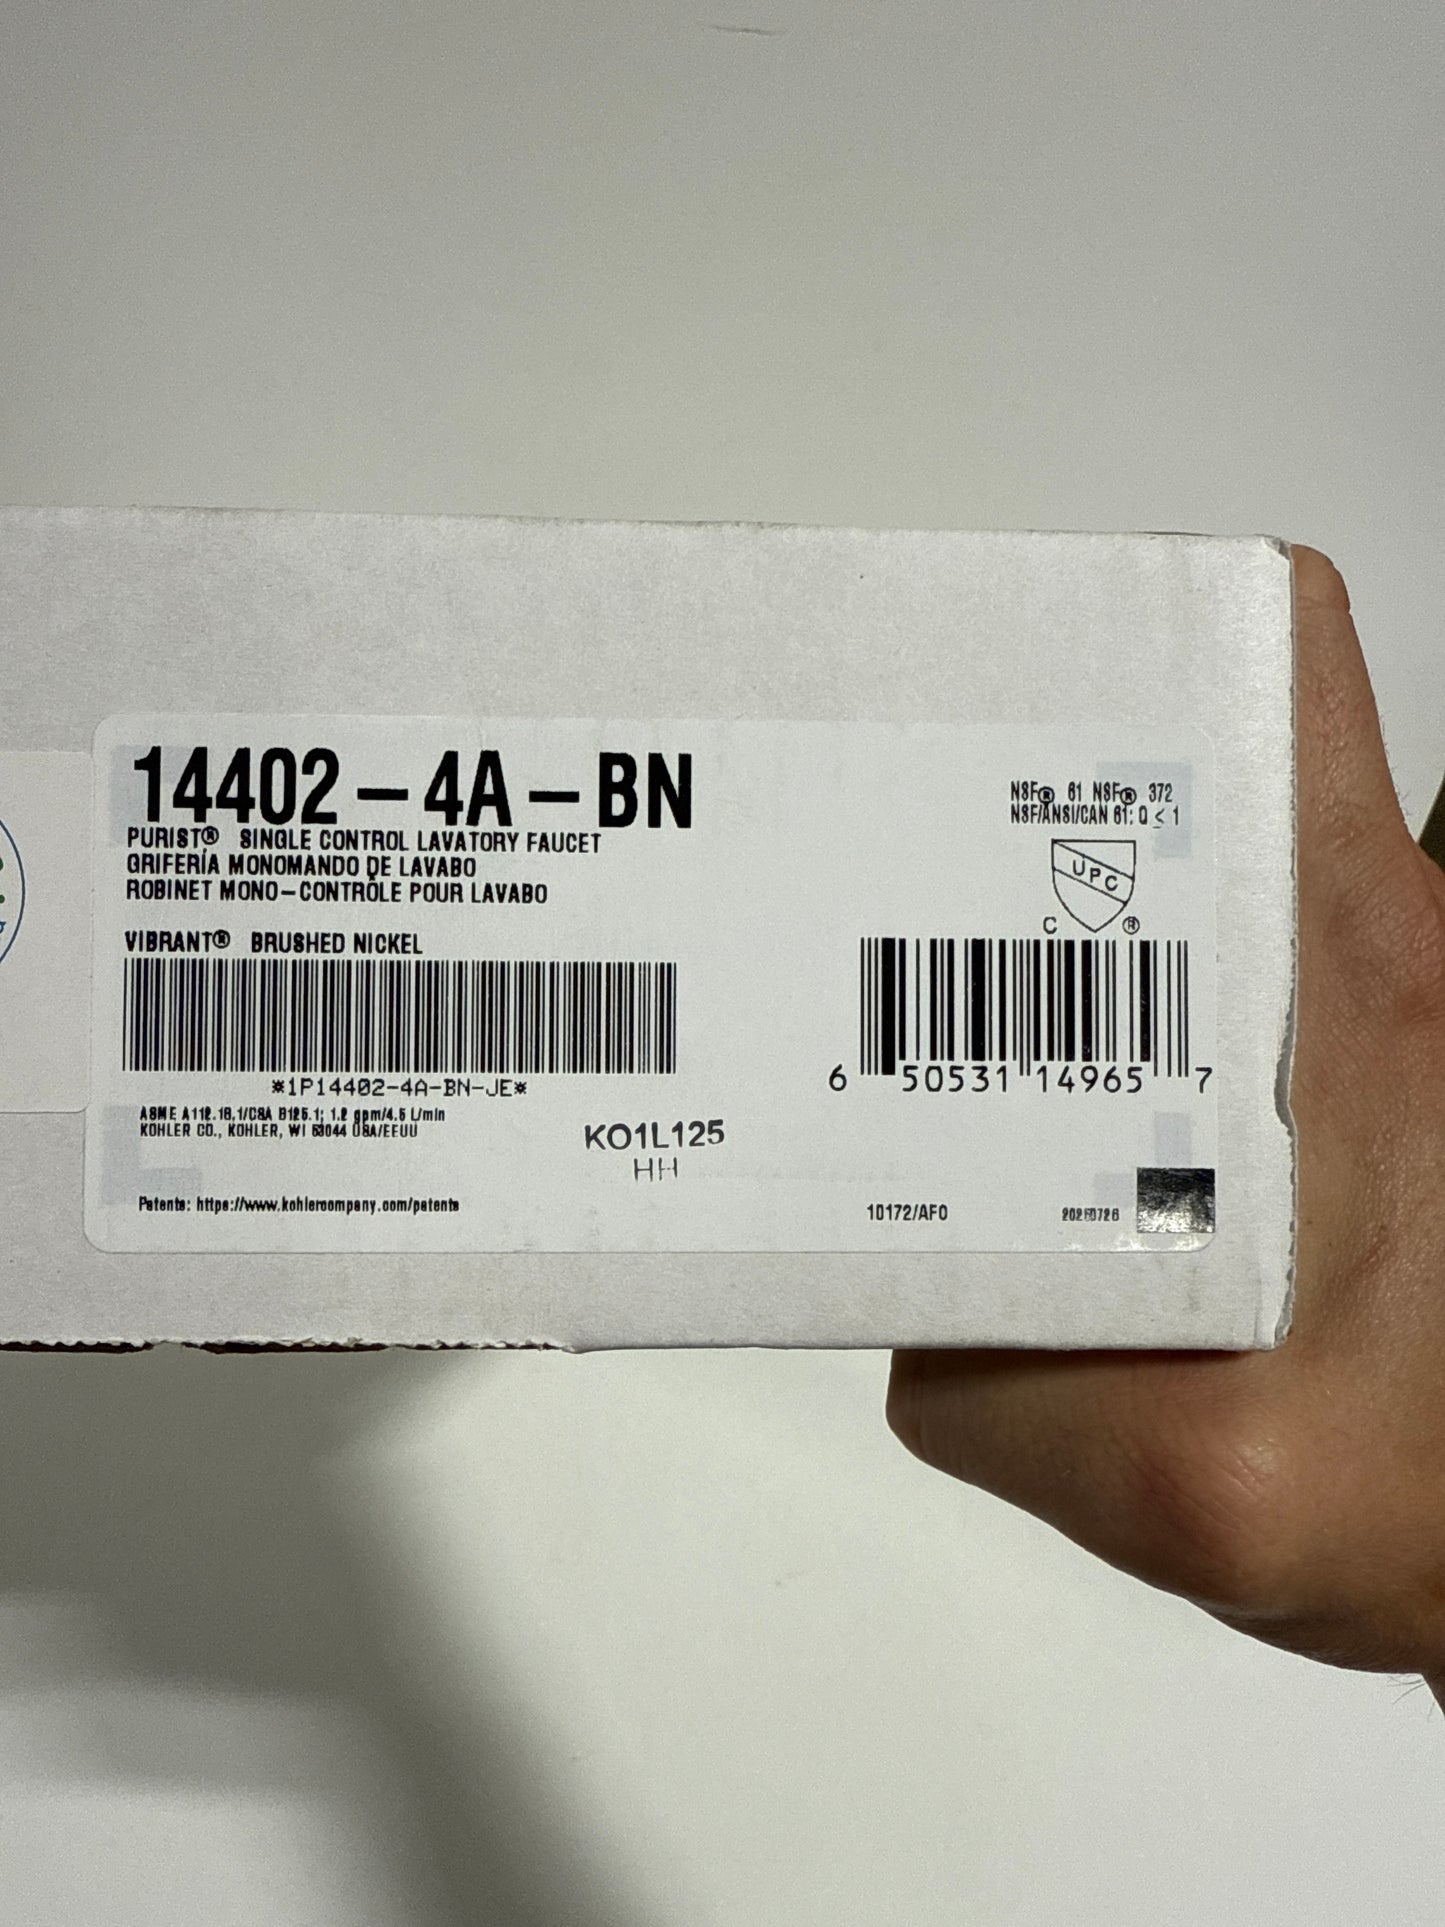 14402-4A-BN
PURIST® SINGLE CONTROL LAVATORY FAUCET
GRIFERÍA MONOMANDO DE LAVABO
ROBINET MONO-CONTRÔLE POUR LAVABO
VIBRANT® BRUSHED NICKEL
*1P14402-4A-BN-JE*
ASME A112.18.1/CSA B125.1; 1.2 gpm/4.5 L/min
KOHLER CO., KOHLER, WI 53044 USA/EEUU
KO1L125
HH
Patents: https://www.kohlercompany.com/patents
NSF® 61 NSF® 372
NSF/ANSI/CAN 61: Q ≤ 1
UPC
C ®
6 50531 14965 7
10172/AF0